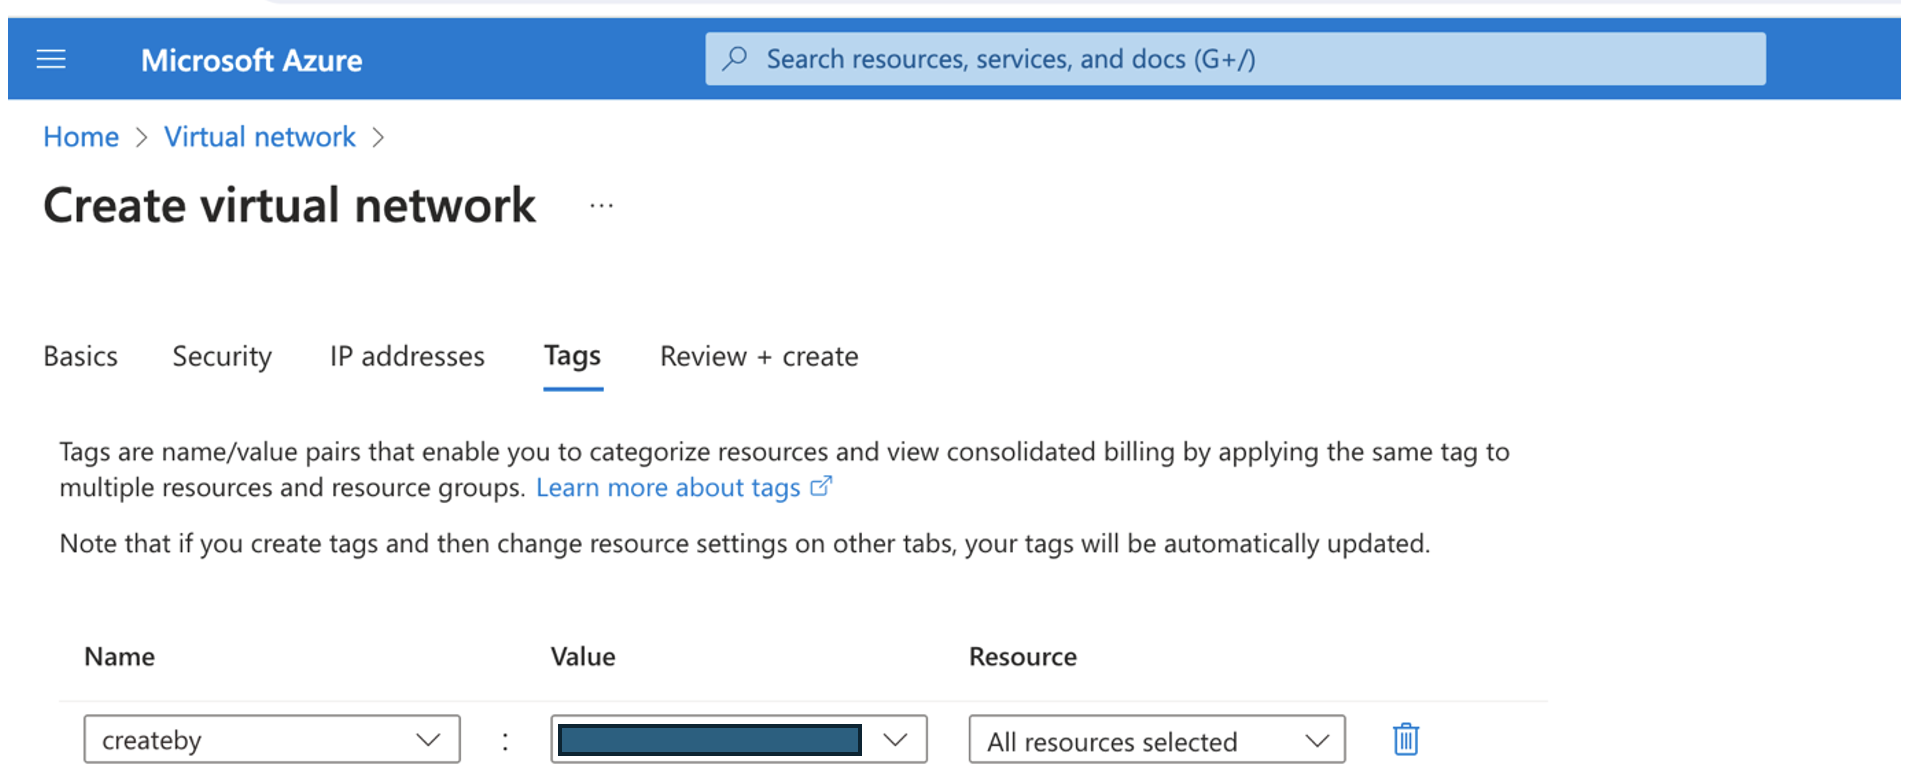 Microsoft Azure
Search resources, services, and docs (G+/)
Home > Virtual network >
Create virtual network ...
Basics Security IP addresses Tags Review + create
Tags are name/value pairs that enable you to categorize resources and view consolidated billing by applying the same tag to
multiple resources and resource groups. Learn more about tags
Note that if you create tags and then change resource settings on other tabs, your tags will be automatically updated.
Name Value Resource
createby : All resources selected